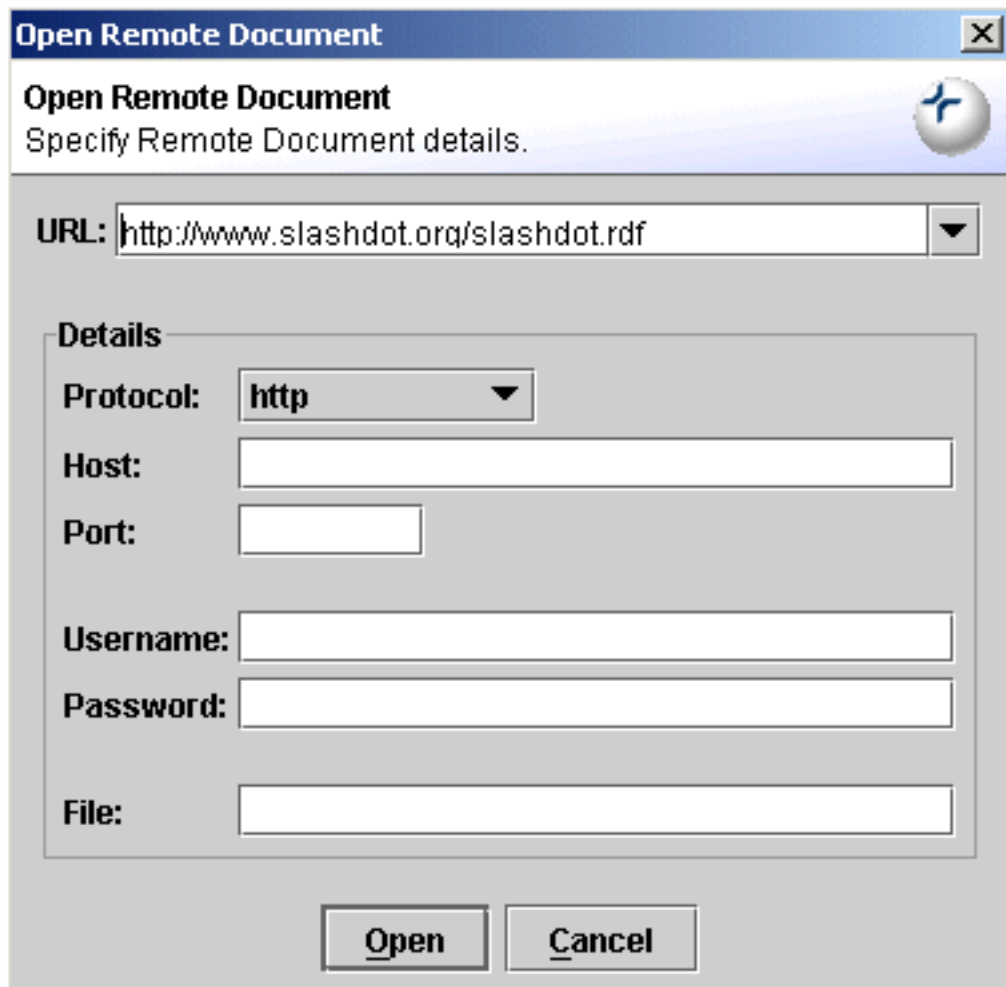 Open Remote Document
Open Remote Document
Specify Remote Document details.
URL: http://www.slashdot.org/slashdot.rdf
Details
Protocol: http
Host:
Port:
Username:
Password:
File:
Open Cancel